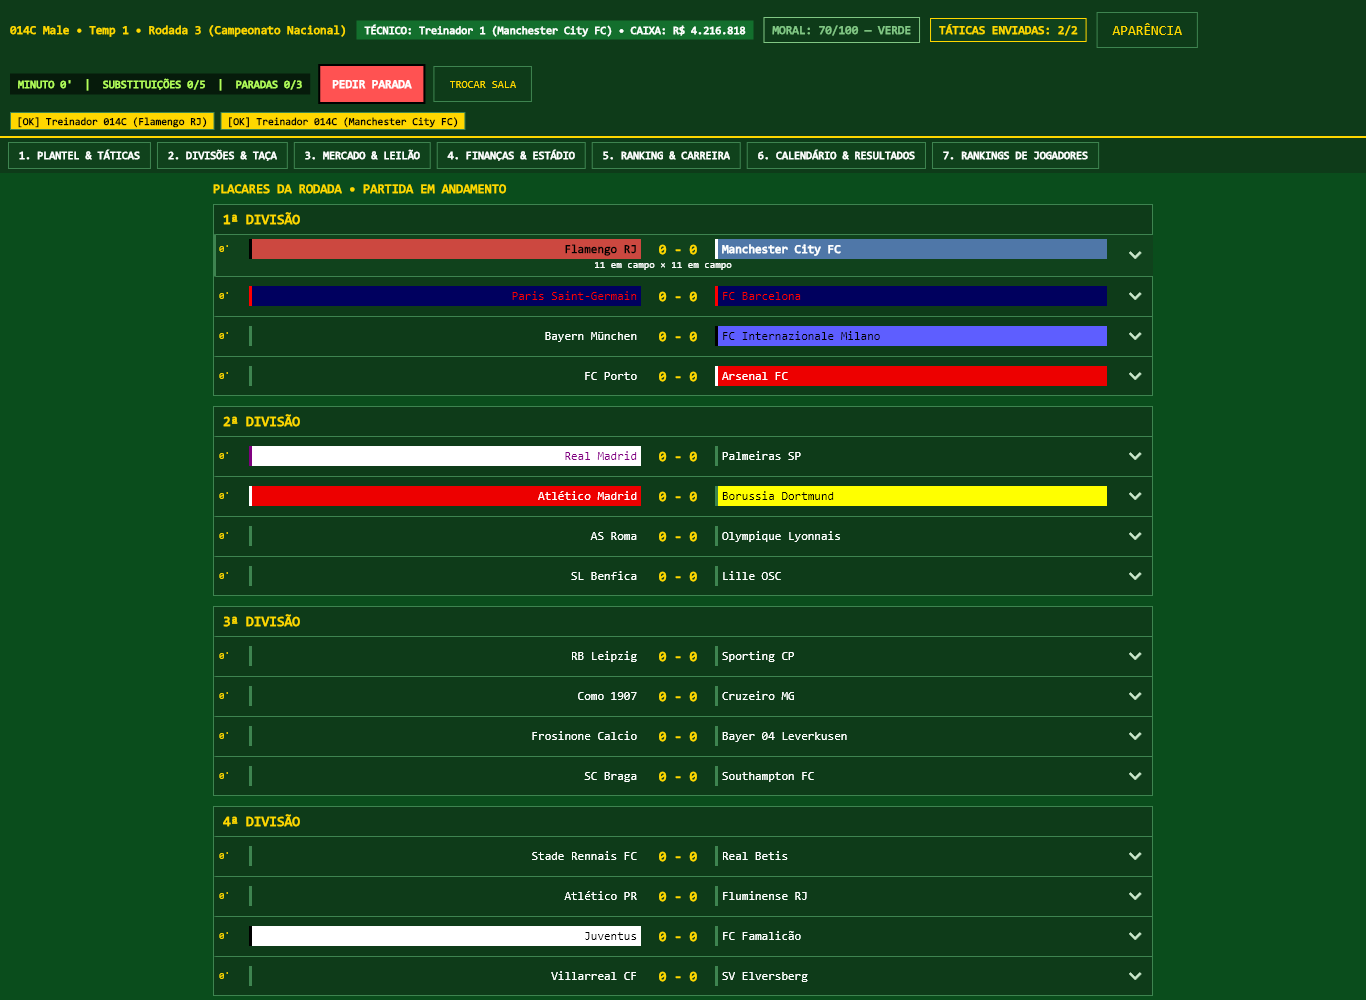 014C Male • Temp 1 • Rodada 3 (Campeonato Nacional) TÉCNICO: Treinador 1 (Manchester City FC) • CAIXA: R$ 4.216.818 MORAL: 70/100 — VERDE TÁTICAS ENVIADAS: 2/2 APARÊNCIA
MINUTO 0' | SUBSTITUIÇÕES 0/5 | PARADAS 0/3 PEDIR PARADA TROCAR SALA
[OK] Treinador 014C (Flamengo RJ) [OK] Treinador 014C (Manchester City FC)
1. PLANTEL & TÁTICAS 2. DIVISÕES & TAÇA 3. MERCADO & LEILÃO 4. FINANÇAS & ESTÁDIO 5. RANKING & CARREIRA 6. CALENDÁRIO & RESULTADOS 7. RANKINGS DE JOGADORES
PLACARES DA RODADA • PARTIDA EM ANDAMENTO
1ª DIVISÃO
0' Flamengo RJ 0 - 0 Manchester City FC
11 em campo × 11 em campo
0' Paris Saint-Germain 0 - 0 FC Barcelona
0' Bayern München 0 - 0 FC Internazionale Milano
0' FC Porto 0 - 0 Arsenal FC
2ª DIVISÃO
0' Real Madrid 0 - 0 Palmeiras SP
0' Atlético Madrid 0 - 0 Borussia Dortmund
0' AS Roma 0 - 0 Olympique Lyonnais
0' SL Benfica 0 - 0 Lille OSC
3ª DIVISÃO
0' RB Leipzig 0 - 0 Sporting CP
0' Como 1907 0 - 0 Cruzeiro MG
0' Frosinone Calcio 0 - 0 Bayer 04 Leverkusen
0' SC Braga 0 - 0 Southampton FC
4ª DIVISÃO
0' Stade Rennais FC 0 - 0 Real Betis
0' Atlético PR 0 - 0 Fluminense RJ
0' Juventus 0 - 0 FC Famalicão
0' Villarreal CF 0 - 0 SV Elversberg